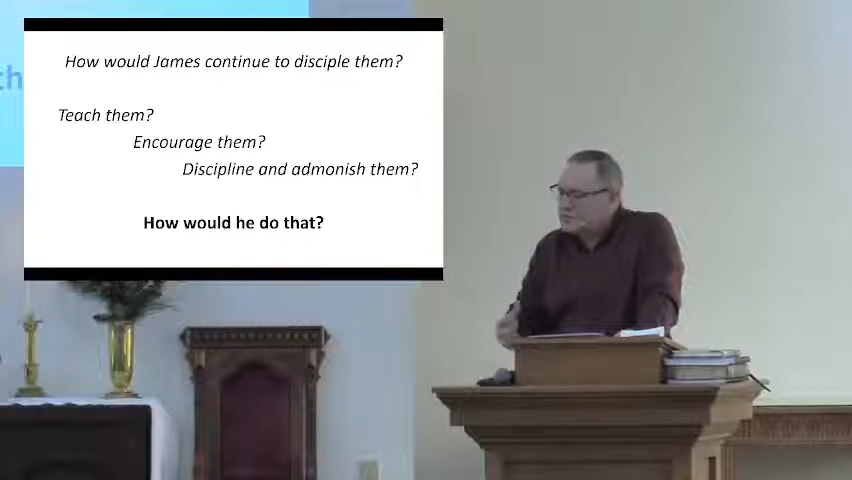 th
How would James continue to disciple them?
Teach them?
Encourage them?
Discipline and admonish them?
How would he do that?